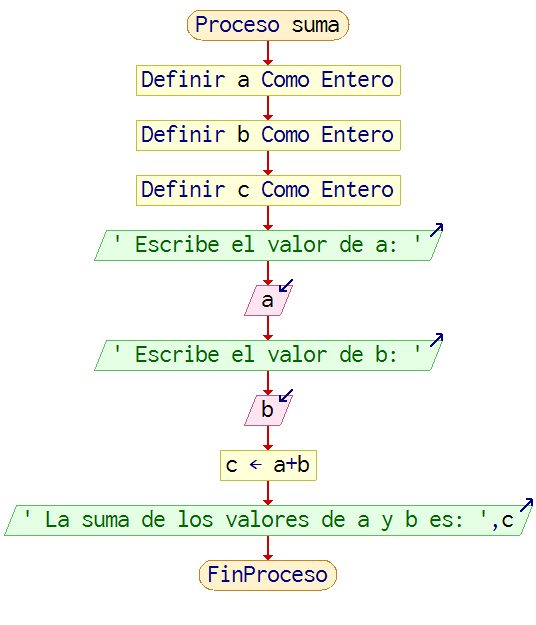 Proceso suma
Definir a Como Entero
Definir b Como Entero
Definir c Como Entero
' Escribe el valor de a: '
a
' Escribe el valor de b: '
b
c ← a+b
' La suma de los valores de a y b es: ',c
FinProceso